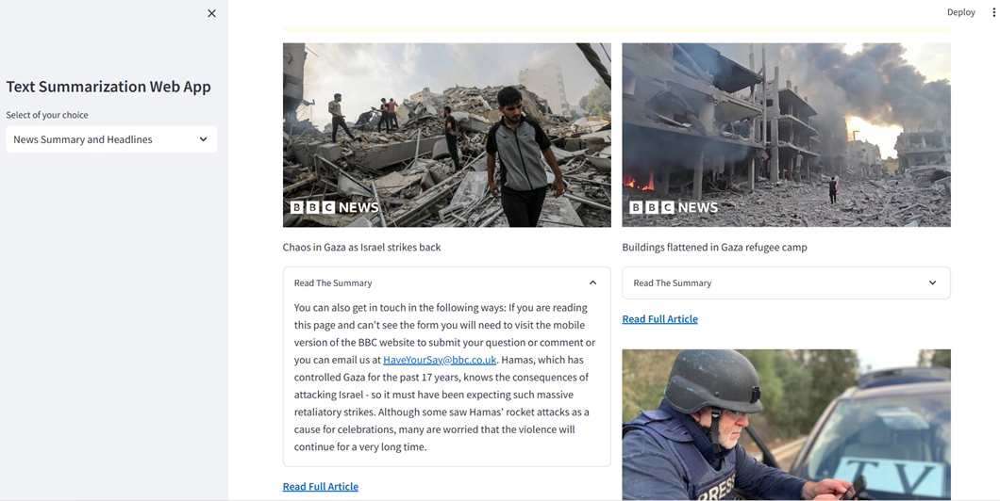 Deploy
Text Summarization Web App
Select of your choice
News Summary and Headlines
BBC NEWS
BBC NEWS
Chaos in Gaza as Israel strikes back
Buildings flattened in Gaza refugee camp
Read The Summary
You can also get in touch in the following ways: If you are reading
this page and can't see the form you will need to visit the mobile
version of the BBC website to submit your question or comment or
you can email us at HaveYourSay@bbc.co.uk. Hamas, which has
controlled Gaza for the past 17 years, knows the consequences of
attacking Israel - so it must have been expecting such massive
retaliatory strikes. Although some saw Hamas' rocket attacks as a
cause for celebrations, many are worried that the violence will
continue for a very long time.
Read Full Article
Read The Summary
Read Full Article
PRESS
TV